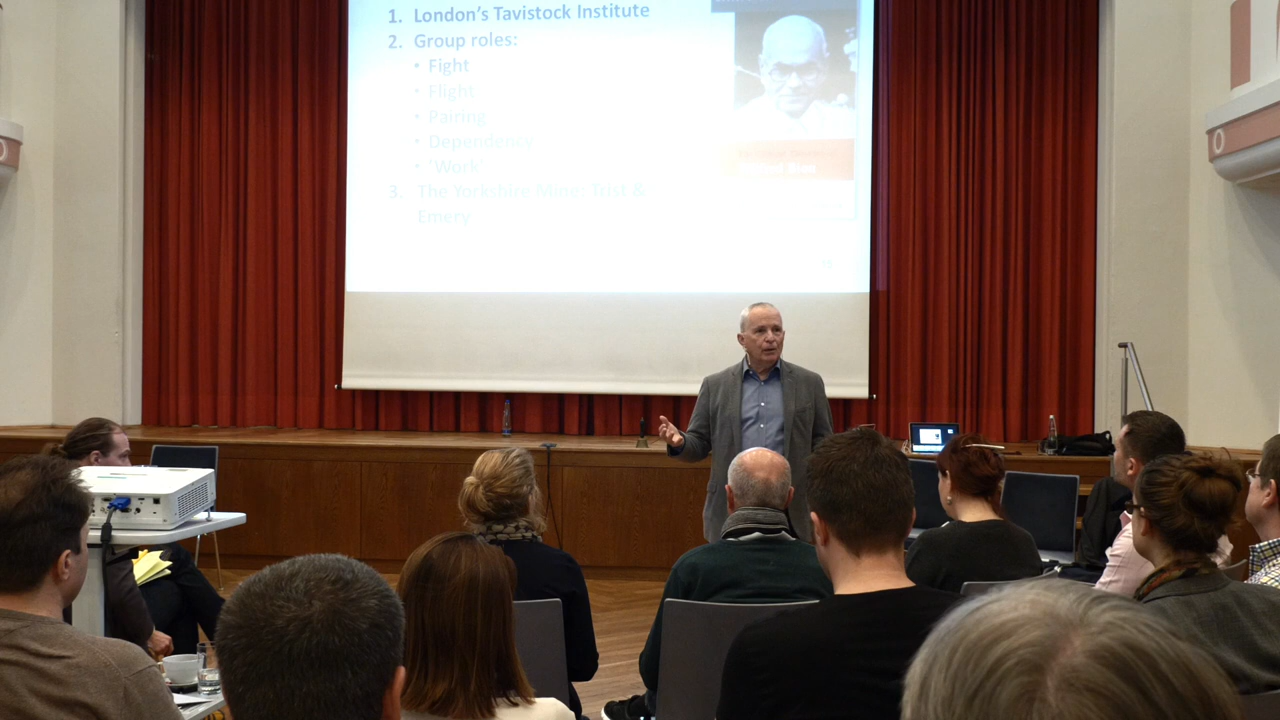 1. London's Tavistock Institute
2. Group roles:
• Fight
• Flight
• Pairing
• Dependency
• 'Work'
3. The Yorkshire Mine: Trist &
Emery